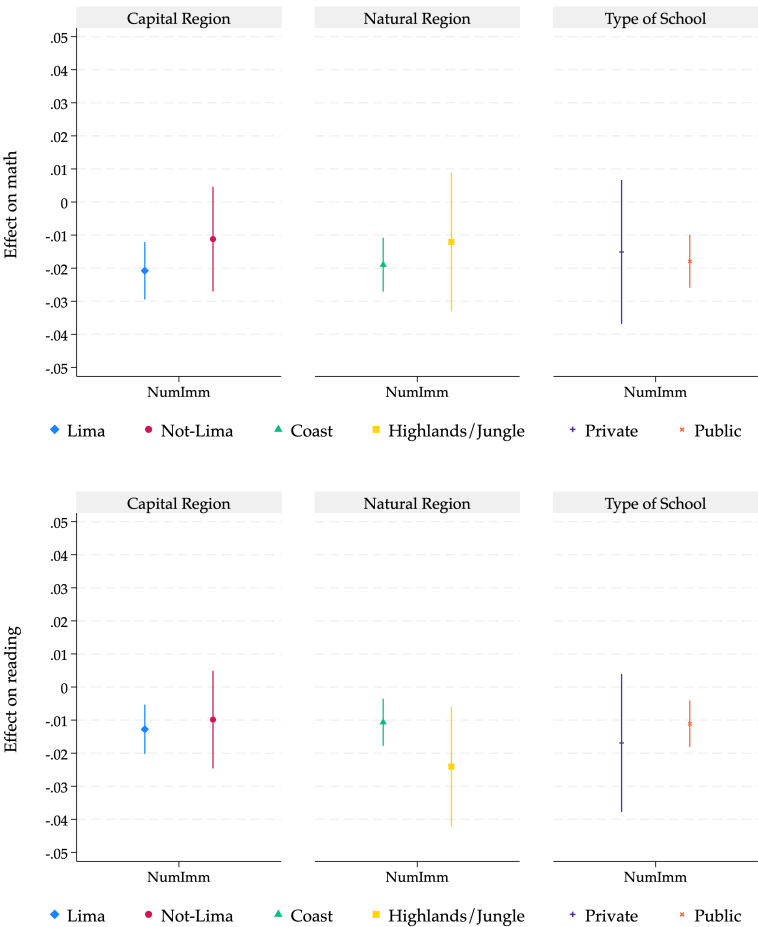 Capital Region Natural Region Type of School
.05
.04
.03
.02
.01
0
-.01
-.02
-.03
-.04
-.05
Effect on math
NumImm NumImm NumImm
Lima Not-Lima Coast Highlands/Jungle Private Public
Capital Region Natural Region Type of School
.05
.04
.03
.02
.01
0
-.01
-.02
-.03
-.04
-.05
Effect on reading
NumImm NumImm NumImm
Lima Not-Lima Coast Highlands/Jungle Private Public